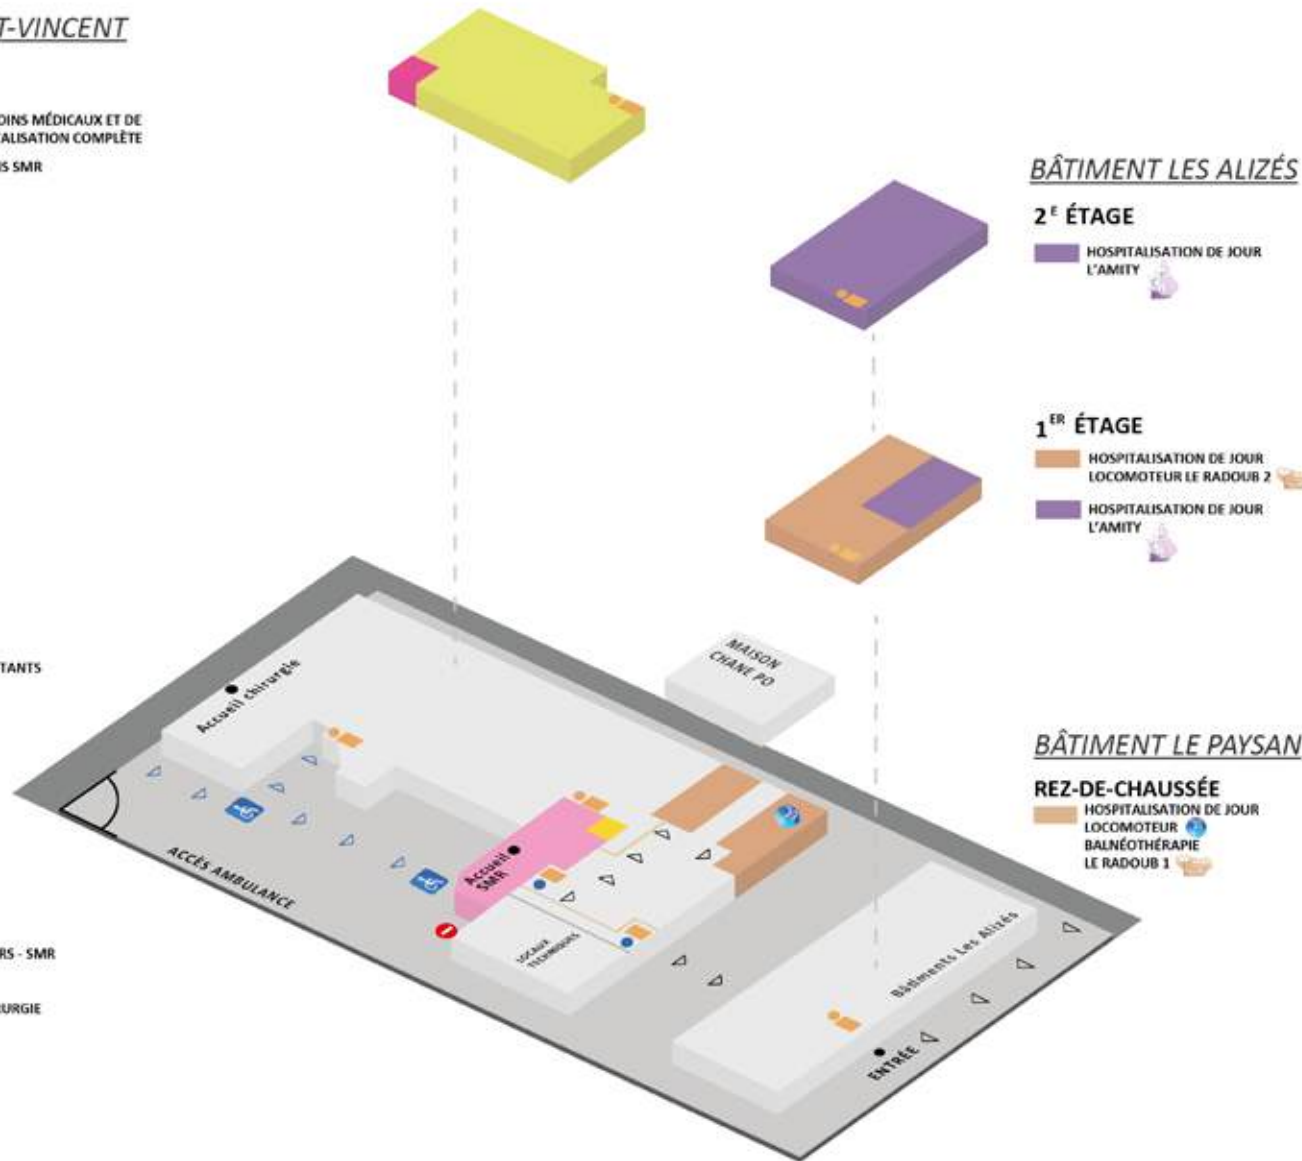 T-VINCENT
OINS MÉDICAUX ET DE
ALISATION COMPLÈTE
S SMR
BÂTIMENT LES ALIZÉS
2E ÉTAGE
HOSPITALISATION DE JOUR
L'AMITY
1ER ÉTAGE
HOSPITALISATION DE JOUR
LOCOMOTEUR LE RADOUB 2
HOSPITALISATION DE JOUR
L'AMITY
TANTS
MAISON
CHANE PO
Accueil chirurgie
BÂTIMENT LE PAYSAN
REZ-DE-CHAUSSÉE
HOSPITALISATION DE JOUR
LOCOMOTEUR
BALNÉOTHÉRAPIE
LE RADOUB 1
ACCÈS AMBULANCE
Accueil
SMR
LOCAUX
TECHNIQUES
Bâtiments Les Alizés
RS - SMR
RURGIE
ENTRÉE